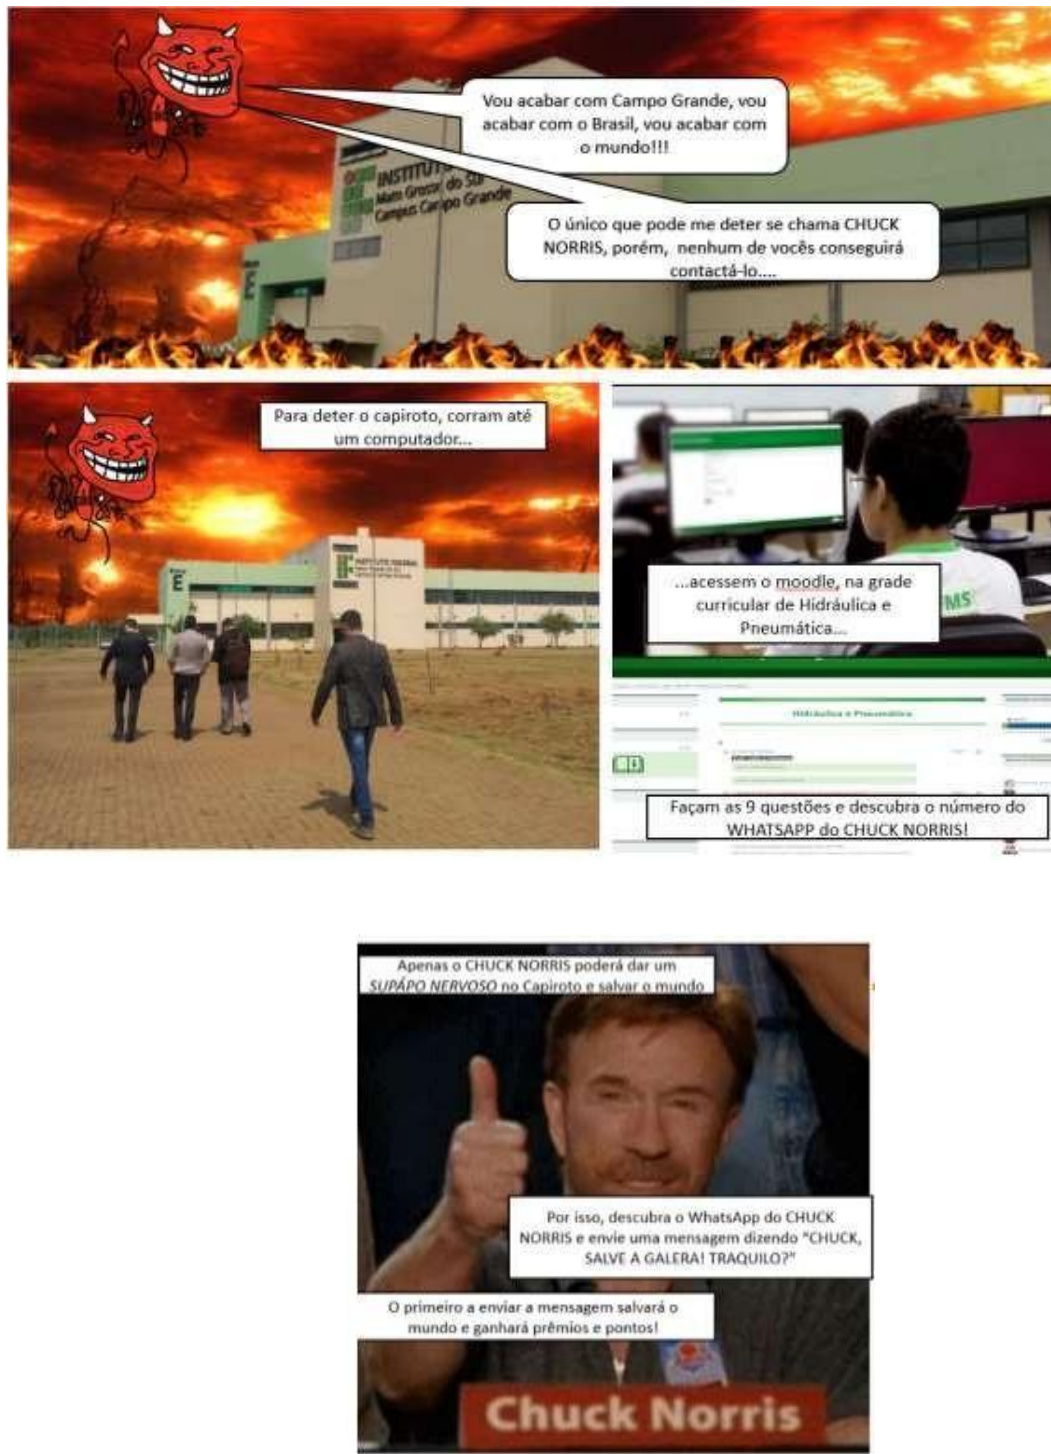 Vou acabar com Campo Grande, vou
acabar com o Brasil, vou acabar com
o mundo!!!
INSTITUTO
Mato Grosso do Sul
Campus Campo Grande
O único que pode me deter se chama CHUCK
NORRIS, porém, nenhum de vocês conseguirá
contactá-lo....
E
Para deter o capiroto, corram até
um computador...
E
INSTITUTO FEDERAL
...acessem o moodle, na grade
curricular de Hidráulica e
Pneumática...
MS
Hidráulica e Pneumática
Façam as 9 questões e descubra o número do
WHATSAPP do CHUCK NORRIS!
Apenas o CHUCK NORRIS poderá dar um
SUPÁPO NERVOSO no Capiroto e salvar o mundo
Por isso, descubra o WhatsApp do CHUCK
NORRIS e envie uma mensagem dizendo "CHUCK,
SALVE A GALERA! TRAQUILO?"
O primeiro a enviar a mensagem salvará o
mundo e ganhará prêmios e pontos!
Chuck Norris